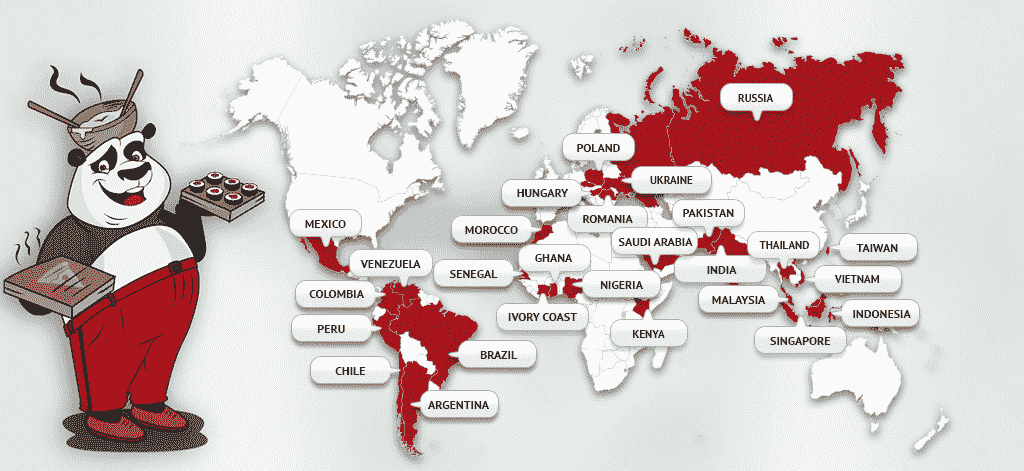 RUSSIA
POLAND
UKRAINE
HUNGARY
ROMANIA
PAKISTAN
MEXICO
MOROCCO
SAUDI ARABIA
THAILAND
TAIWAN
VENEZUELA
GHANA
SENEGAL
INDIA
NIGERIA
VIETNAM
COLOMBIA
MALAYSIA
IVORY COAST
INDONESIA
PERU
KENYA
SINGAPORE
BRAZIL
CHILE
ARGENTINA